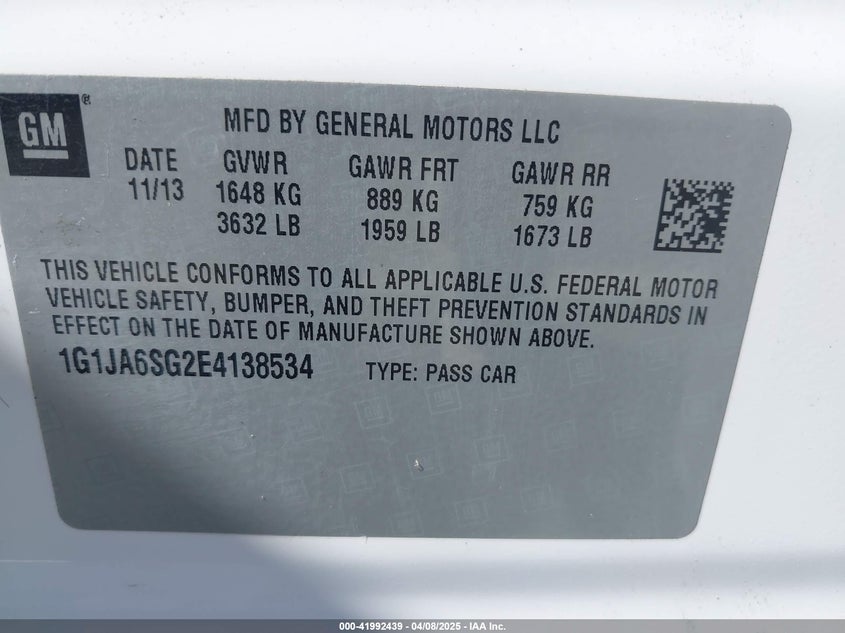 GM®
MFD BY GENERAL MOTORS LLC
DATE GVWR GAWR FRT GAWR RR
11/13 1648 KG 889 KG 759 KG
3632 LB 1959 LB 1673 LB
THIS VEHICLE CONFORMS TO ALL APPLICABLE U.S. FEDERAL MOTOR
VEHICLE SAFETY, BUMPER, AND THEFT PREVENTION STANDARDS IN
EFFECT ON THE DATE OF MANUFACTURE SHOWN ABOVE.
1G1JA6SG2E4138534 TYPE: PASS CAR
000-41992439 - 04/08/2025 - IAA Inc.